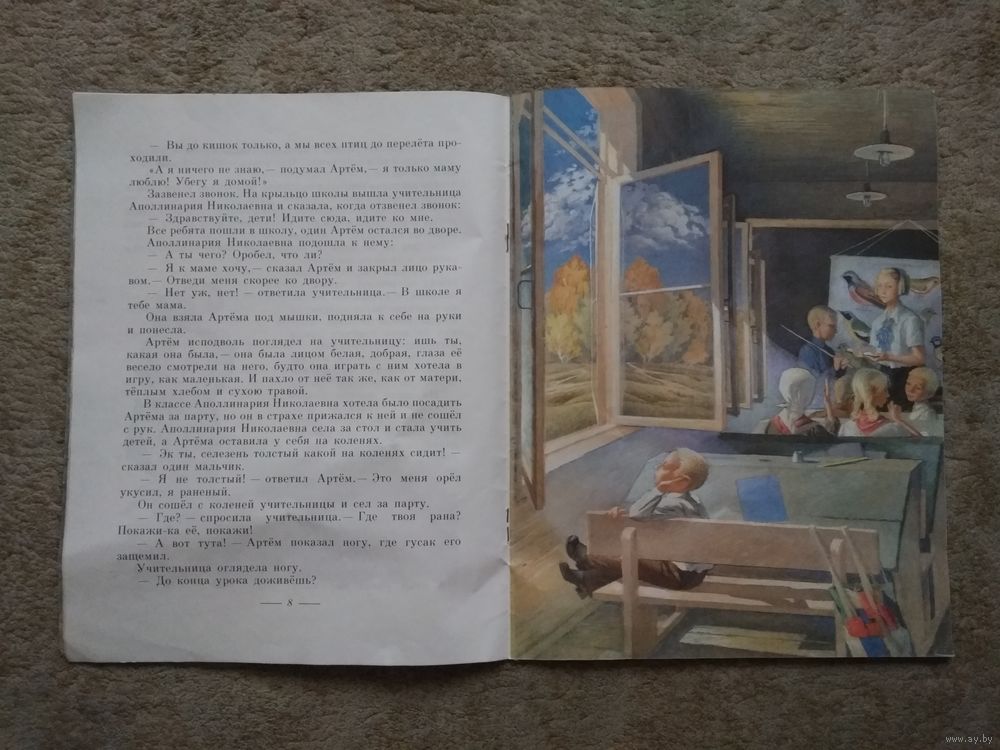 — Вы до кишок только, а мы всех птиц до перелёта про-
ходили.
«А я ничего не знаю,— подумал Артём,— я только маму
люблю! Убегу я домой!»
Зазвенел звонок. На крыльцо школы вышла учительница
Аполлинария Николаевна и сказала, когда отзвенел звонок:
— Здравствуйте, дети! Идите сюда, идите ко мне.
Все ребята пошли в школу, один Артём остался во дворе.
Аполлинария Николаевна подошла к нему:
— А ты чего? Оробел, что ли?
— Я к маме хочу,— сказал Артём и закрыл лицо рука-
вом.— Отведи меня скорее ко двору.
— Нет уж, нет! — ответила учительница.— В школе я
тебе мама.
Она взяла Артёма под мышки, подняла к себе на руки
и понесла.
Артём исподволь поглядел на учительницу: ишь ты,
какая она была,— она была лицом белая, добрая, глаза её
весело смотрели на него, будто она играть с ним хотела в
игру, как маленькая. И пахло от неё так же, как от матери,
тёплым хлебом и сухою травой.
В классе Аполлинария Николаевна хотела было посадить
Артёма за парту, но он в страхе прижался к ней и не сошёл
с рук. Аполлинария Николаевна села за стол и стала учить
детей, а Артёма оставила у себя на коленях.
— Эк ты, селезень толстый какой на коленях сидит! —
сказал один мальчик.
— Я не толстый! — ответил Артём.— Это меня орёл
укусил, я раненый.
Он сошёл с коленей учительницы и сел за парту.
— Где? — спросила учительница.— Где твоя рана?
Покажи-ка её, покажи!
— А вот тута! — Артём показал ногу, где гусак его
защемил.
Учительница оглядела ногу.
— До конца урока доживёшь?
— 8 —
www.ay.by